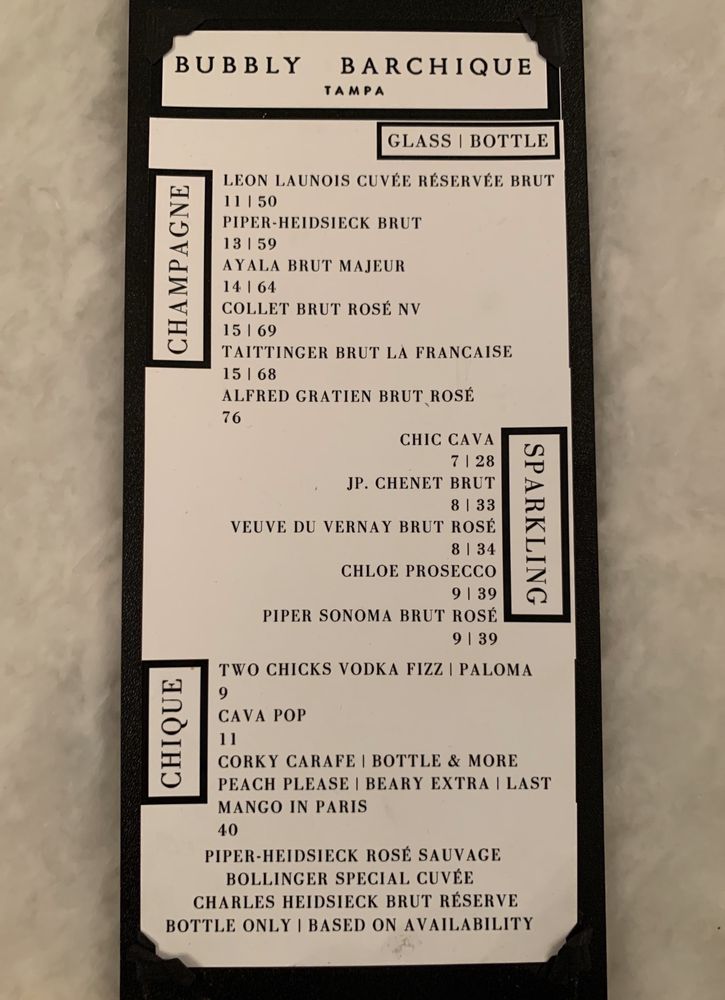 BUBBLY BARCHIQUE
TAMPA
GLASS | BOTTLE
CHAMPAGNE
LEON LAUNOIS CUVÉE RÉSERVÉE BRUT
11 | 50
PIPER-HEIDSIECK BRUT
13 | 59
AYALA BRUT MAJEUR
14 | 64
COLLET BRUT ROSÉ NV
15 | 69
TAITTINGER BRUT LA FRANCAISE
15 | 68
ALFRED GRATIEN BRUT ROSÉ
76
SPARKLING
CHIC CAVA
7 | 28
JP. CHENET BRUT
8 | 33
VEUVE DU VERNAY BRUT ROSÉ
8 | 34
CHLOE PROSECCO
9 | 39
PIPER SONOMA BRUT ROSÉ
9 | 39
CHIQUE
TWO CHICKS VODKA FIZZ | PALOMA
9
CAVA POP
11
CORKY CARAFE | BOTTLE & MORE
PEACH PLEASE | BEARY EXTRA | LAST
MANGO IN PARIS
40
PIPER-HEIDSIECK ROSÉ SAUVAGE
BOLLINGER SPECIAL CUVÉE
CHARLES HEIDSIECK BRUT RÉSERVE
BOTTLE ONLY | BASED ON AVAILABILITY